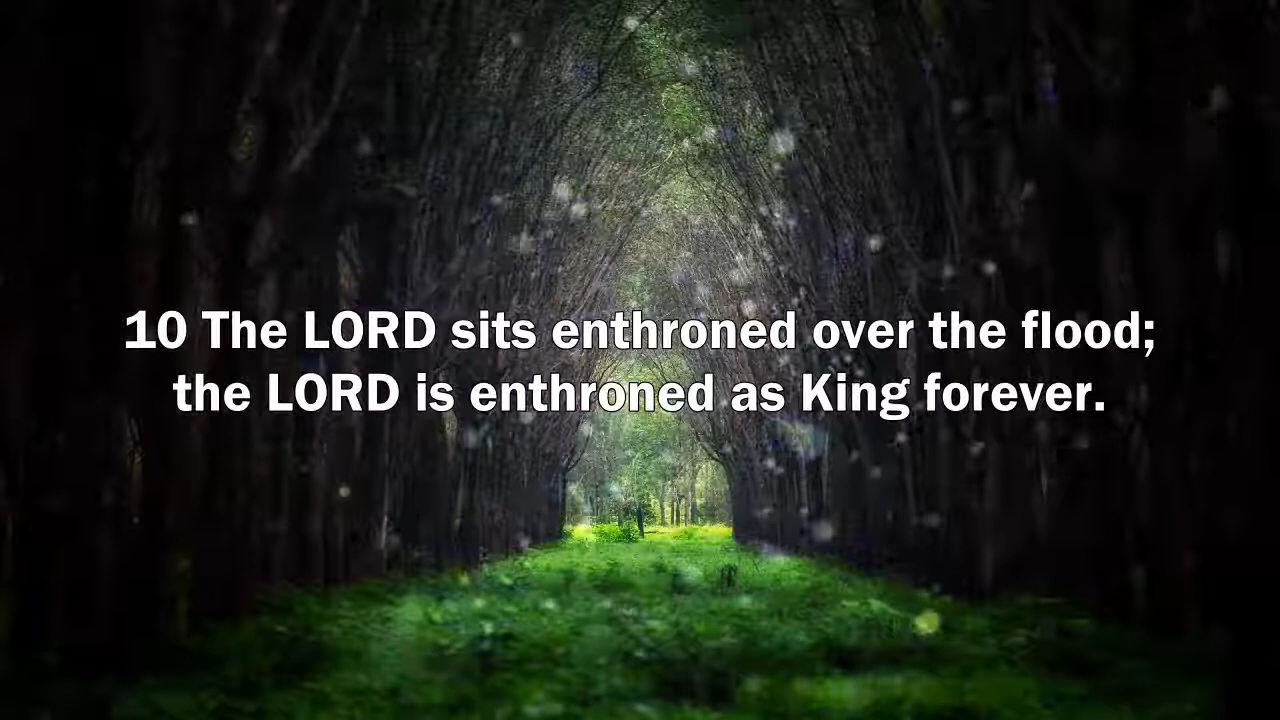 10 The LORD sits enthroned over the flood;
the LORD is enthroned as King forever.